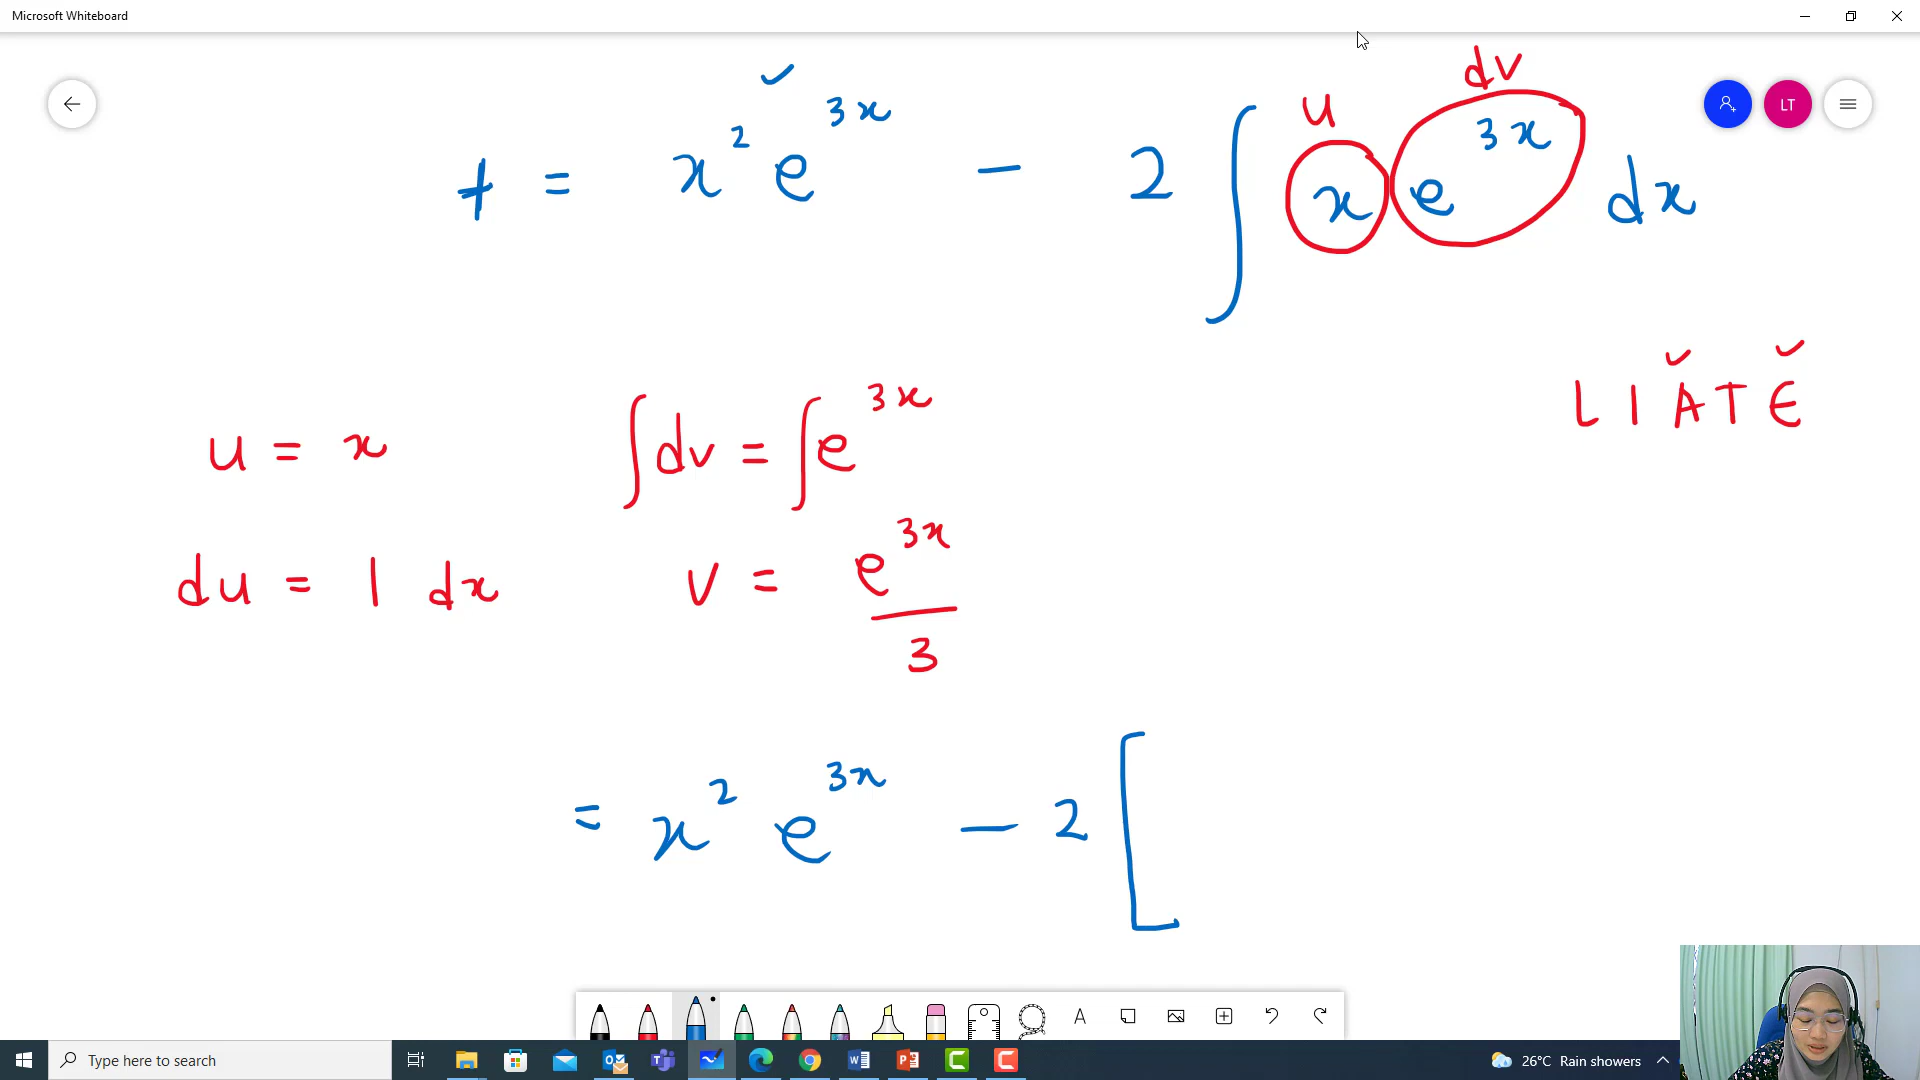 Microsoft Whiteboard
u dv
+ = x² e³ˣ - 2 ∫ x e³ˣ dx
LT
L I A T E
u = x ∫ dv = ∫ e³ˣ
du = 1 dx v = e³ˣ / 3
= x² e³ˣ - 2 [
A
Type here to search
26°C Rain showers